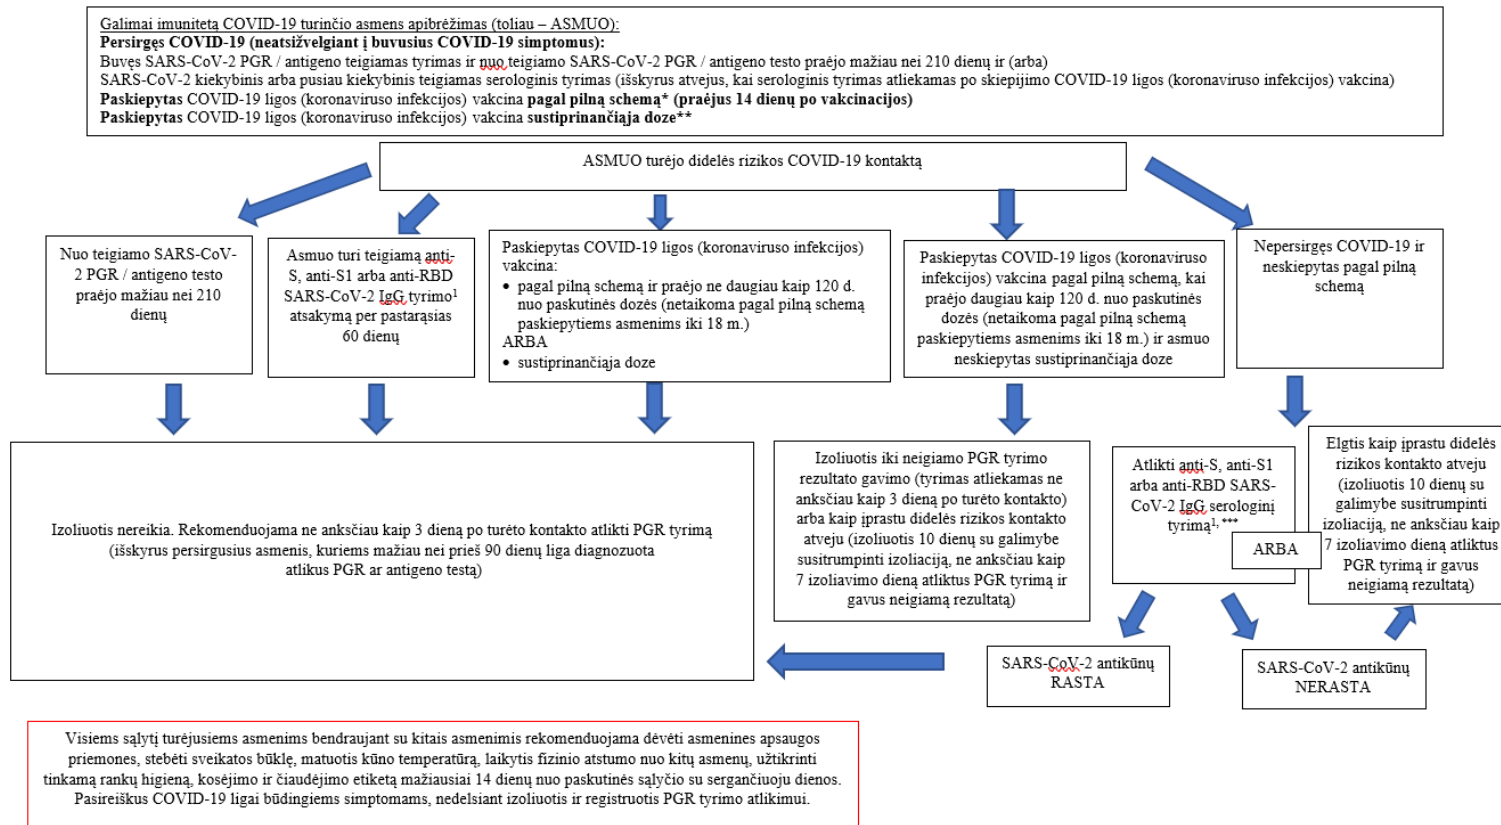 Galimai imunitetą COVID-19 turinčio asmens apibrėžimas (toliau – ASMUO):
Persirgęs COVID-19 (neatsižvelgiant į buvusius COVID-19 simptomus):
Buvęs SARS-CoV-2 PGR / antigeno teigiamas tyrimas ir nuo teigiamo SARS-CoV-2 PGR / antigeno testo praėjo mažiau nei 210 dienų ir (arba)
SARS-CoV-2 kiekybinis arba pusiau kiekybinis teigiamas serologinis tyrimas (išskyrus atvejus, kai serologinis tyrimas atliekamas po skiepijimo COVID-19 ligos (koronaviruso infekcijos) vakcina)
Paskiepytas COVID-19 ligos (koronaviruso infekcijos) vakcina pagal pilną schemą* (praėjus 14 dienų po vakcinacijos)
Paskiepytas COVID-19 ligos (koronaviruso infekcijos) vakcina sustiprinančiąja doze**
ASMUO turėjo didelės rizikos COVID-19 kontaktą
Nuo teigiamo SARS-CoV-
2 PGR / antigeno testo
praėjo mažiau nei 210
dienų
Asmuo turi teigiamą anti-
S, anti-S1 arba anti-RBD
SARS-CoV-2 IgG tyrimo¹
atsakymą per pastarąsias
60 dienų
Paskiepytas COVID-19 ligos (koronaviruso infekcijos)
vakcina:
• pagal pilną schemą ir praėjo ne daugiau kaip 120 d.
nuo paskutinės dozės (netaikoma pagal pilną schemą
paskiepytiems asmenims iki 18 m.)
ARBA
• sustiprinančiąja doze
Paskiepytas COVID-19 ligos (koronaviruso
infekcijos) vakcina pagal pilną schemą, kai
praėjo daugiau kaip 120 d. nuo paskutinės
dozės (netaikoma pagal pilną schemą
paskiepytiems asmenims iki 18 m.) ir asmuo
neskiepytas sustiprinančiąja doze
Nepersirgęs COVID-19 ir
neskiepytas pagal pilną
schemą
Izoliuotis nereikia. Rekomenduojama ne anksčiau kaip 3 dieną po turėto kontakto atlikti PGR tyrimą
(išskyrus persirgusius asmenis, kuriems mažiau nei prieš 90 dienų liga diagnozuota
atlikus PGR ar antigeno testą)
Izoliuotis iki neigiamo PGR tyrimo
rezultato gavimo (tyrimas atliekamas ne
anksčiau kaip 3 dieną po turėto kontakto)
arba kaip įprastu didelės rizikos kontakto
atveju (izoliuotis 10 dienų su galimybe
susitrumpinti izoliaciją, ne anksčiau kaip
7 izoliavimo dieną atliktus PGR tyrimą ir
gavus neigiamą rezultatą)
Atlikti anti-S, anti-S1
arba anti-RBD SARS-
CoV-2 IgG serologinį
tyrimą¹, ***
ARBA
Elgtis kaip įprastu didelės
rizikos kontakto atveju
(izoliuotis 10 dienų su
galimybe susitrumpinti
izoliaciją, ne anksčiau kaip
7 izoliavimo dieną atliktus
PGR tyrimą ir gavus
neigiamą rezultatą)
SARS-CoV-2 antikūnų
RASTA
SARS-CoV-2 antikūnų
NERASTA
Visiems sąlytį turėjusiems asmenims bendraujant su kitais asmenimis rekomenduojama dėvėti asmenines apsaugos
priemones, stebėti sveikatos būklę, matuotis kūno temperatūrą, laikytis fizinio atstumo nuo kitų asmenų, užtikrinti
tinkamą rankų higieną, kosėjimo ir čiaudėjimo etiketą mažiausiai 14 dienų nuo paskutinės sąlyčio su sergančiuoju dienos.
Pasireiškus COVID-19 ligai būdingiems simptomams, nedelsiant izoliuotis ir registruotis PGR tyrimo atlikimui.